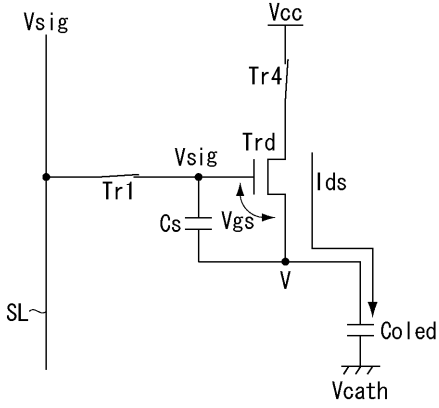 Vsig
Vcc
Tr4
Trd
Vsig
Ids
Tr1
Cs
Vgs
V
SL
Coled
Vcath